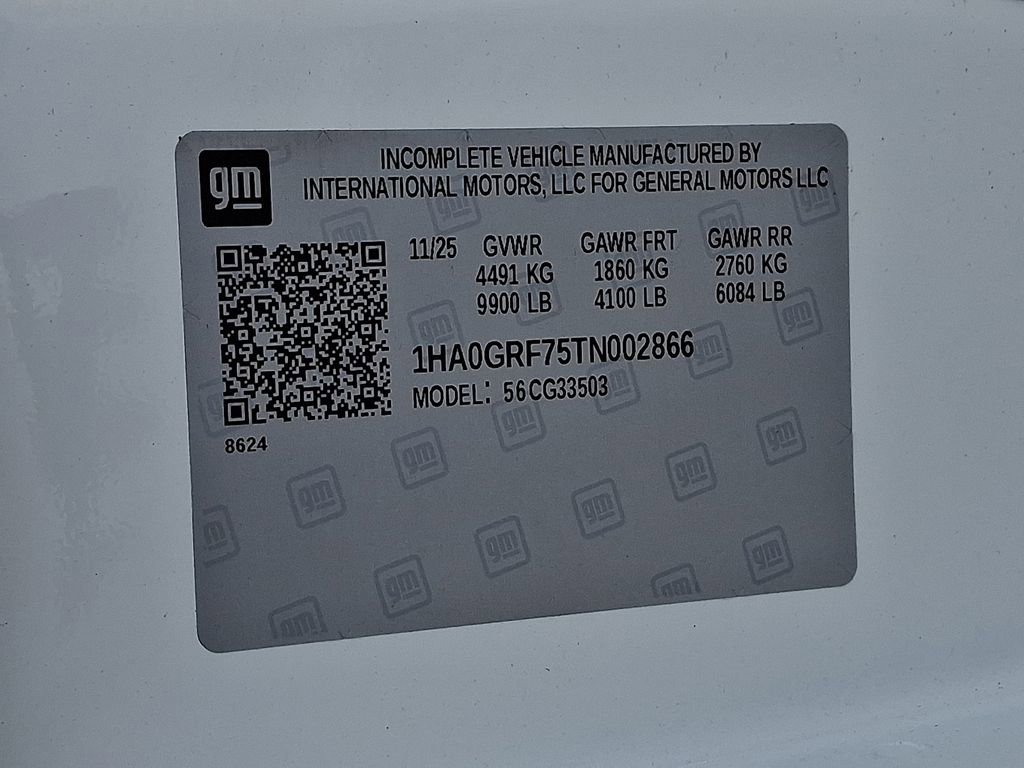 gm
INCOMPLETE VEHICLE MANUFACTURED BY
INTERNATIONAL MOTORS, LLC FOR GENERAL MOTORS LLC
11/25 GVWR GAWR FRT GAWR RR
4491 KG 1860 KG 2760 KG
9900 LB 4100 LB 6084 LB
1HA0GRF75TN002866
MODEL: 56CG33503
8624